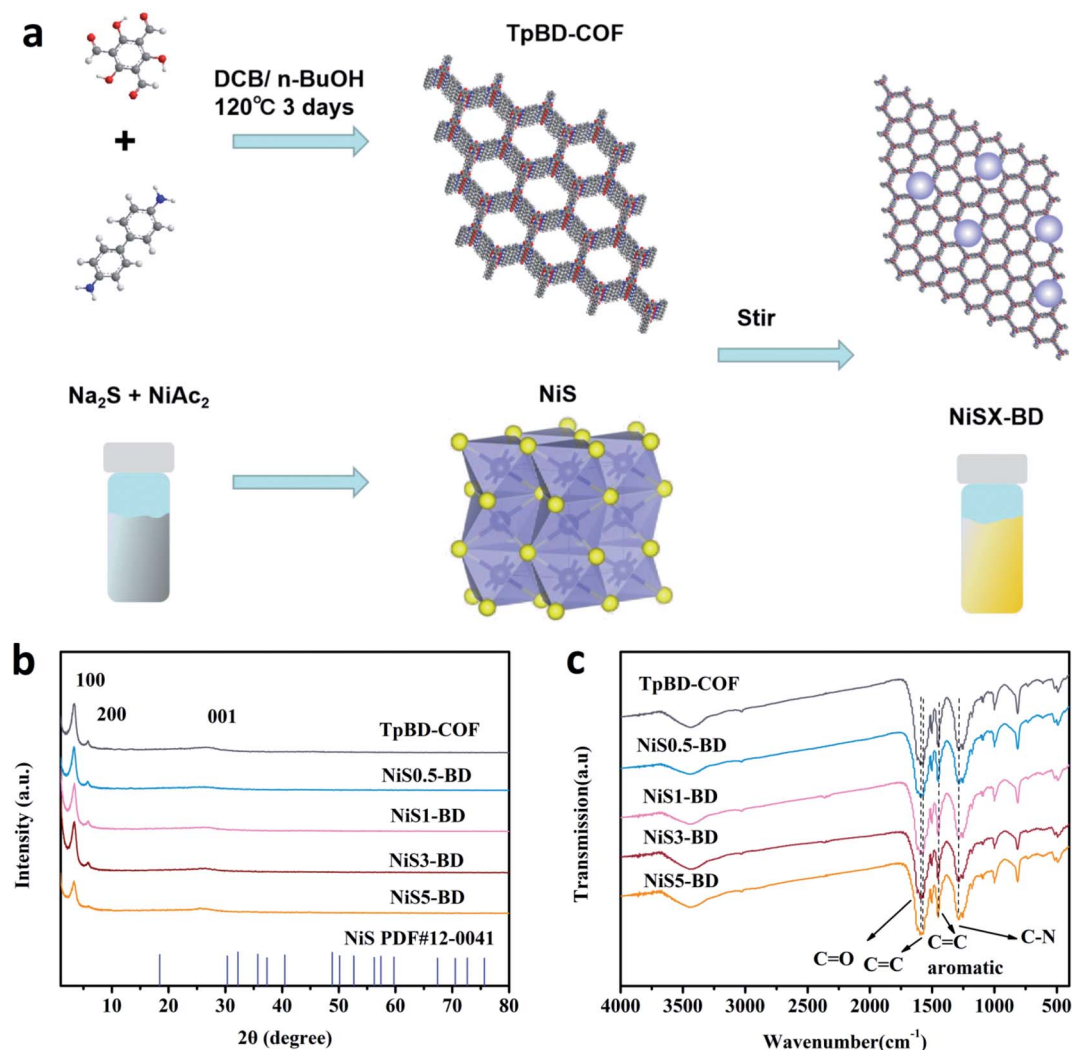 a
TpBD-COF
DCB/ n-BuOH
120℃ 3 days
+
Stir
Na₂S + NiAc₂
NiS
NiSX-BD
b
100
200
001
TpBD-COF
NiS0.5-BD
NiS1-BD
NiS3-BD
NiS5-BD
NiS PDF#12-0041
10 20 30 40 50 60 70 80
2θ (degree)
Intensity (a.u.)
c
TpBD-COF
NiS0.5-BD
NiS1-BD
NiS3-BD
NiS5-BD
C=O
C=C
C=C
aromatic
C-N
4000 3500 3000 2500 2000 1500 1000 500
Wavenumber(cm⁻¹)
Transmission(a.u)